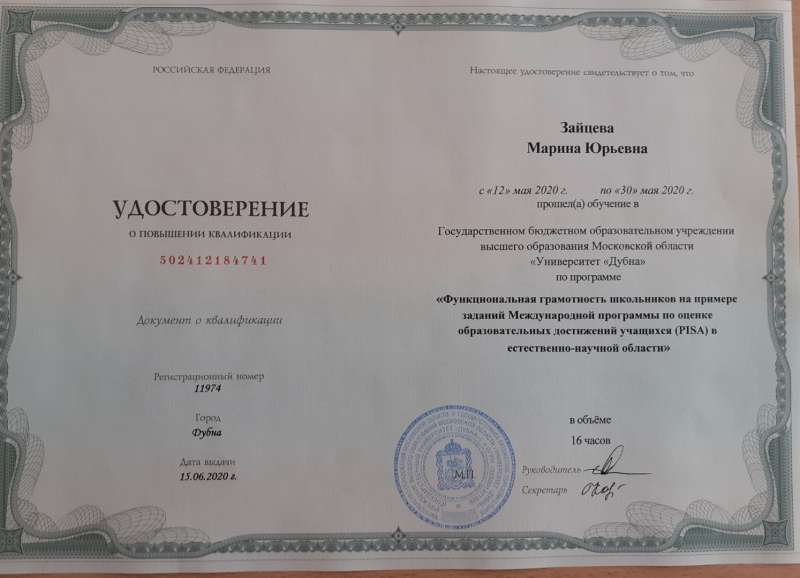 РОССИЙСКАЯ ФЕДЕРАЦИЯ
УДОСТОВЕРЕНИЕ
О ПОВЫШЕНИИ КВАЛИФИКАЦИИ
502412184741
Документ о квалификации
Регистрационный номер
11974
Город
Дубна
Дата выдачи
15.06.2020 г.
Настоящее удостоверение свидетельствует о том, что
Зайцева
Марина Юрьевна
с «12» мая 2020 г. по «30» мая 2020 г.
прошел(а) обучение в
Государственном бюджетном образовательном учреждении
высшего образования Московской области
«Университет «Дубна»
по программе
«Функциональная грамотность школьников на примере
заданий Международной программы по оценке
образовательных достижений учащихся (PISA) в
естественно-научной области»
в объёме
16 часов
М.П.
Руководитель
Секретарь